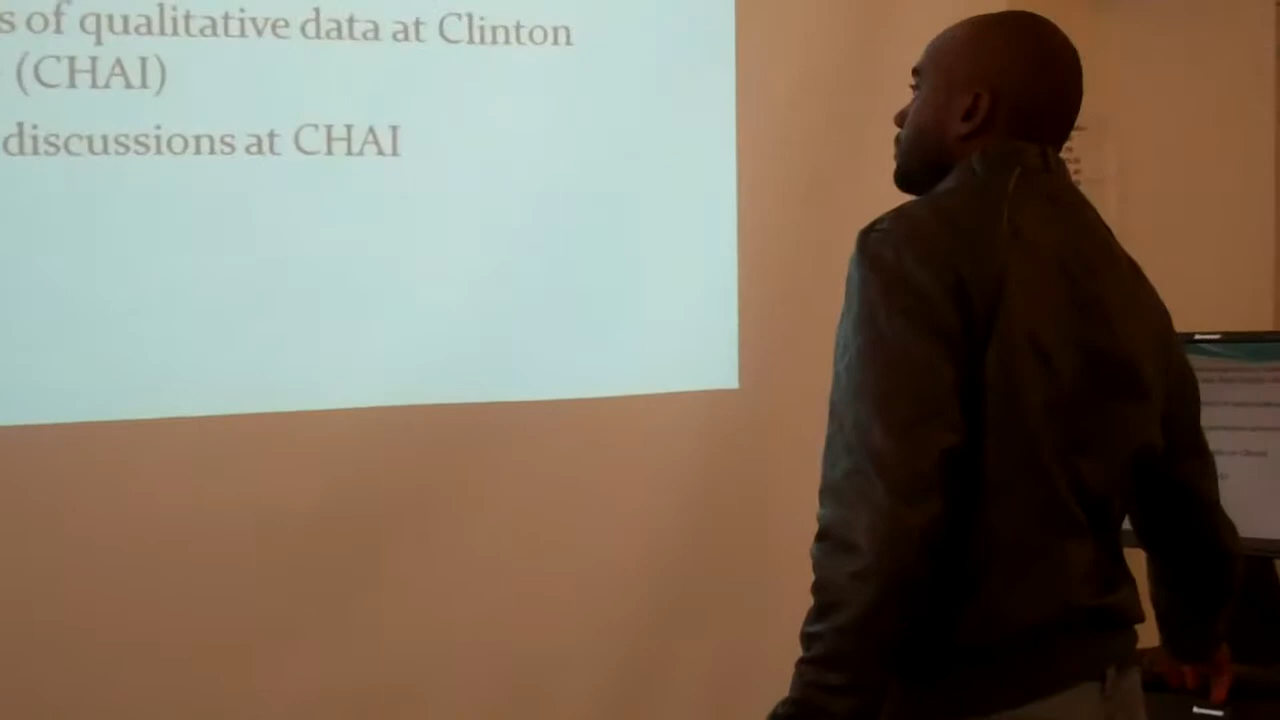 s of qualitative data at Clinton
(CHAI)
discussions at CHAI